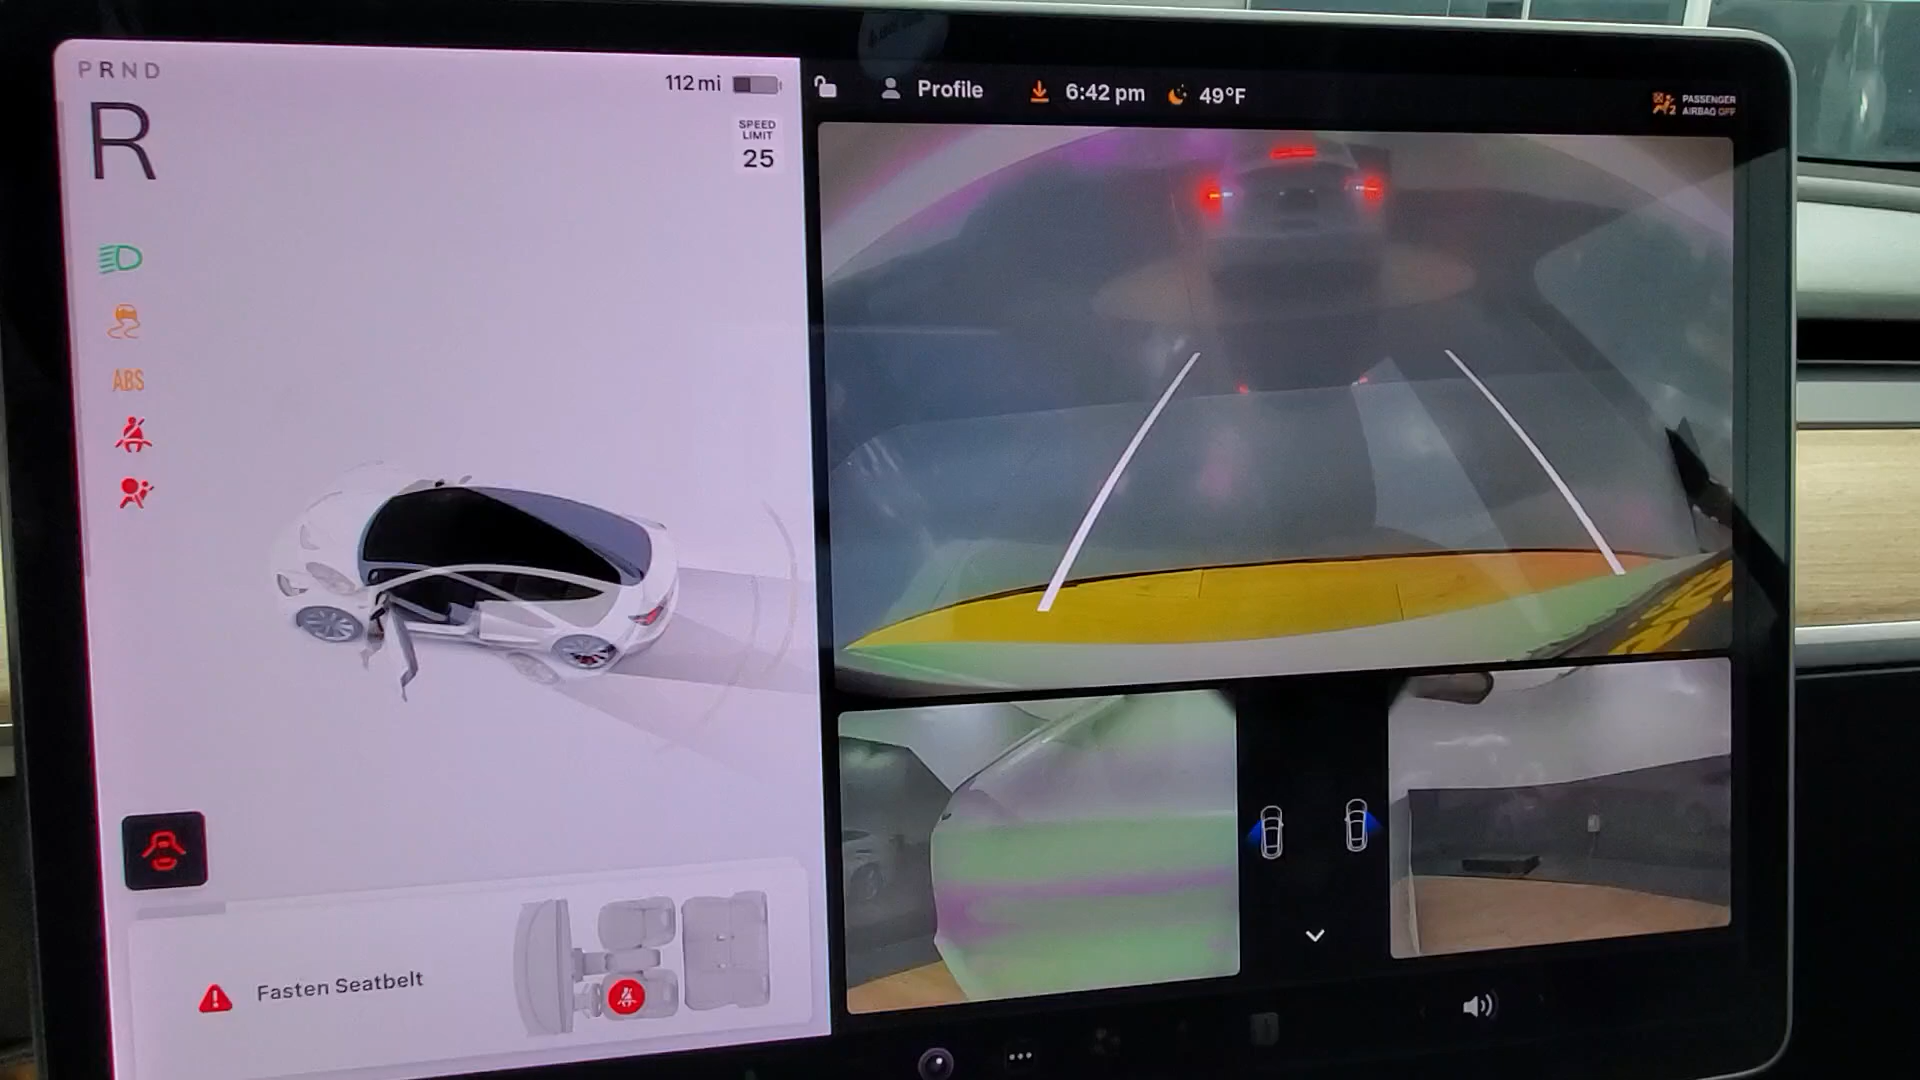 PRND
R
112 mi
SPEED
LIMIT
25
ABS
Fasten Seatbelt
Profile
6:42 pm
49°F
PASSENGER
AIRBAG OFF